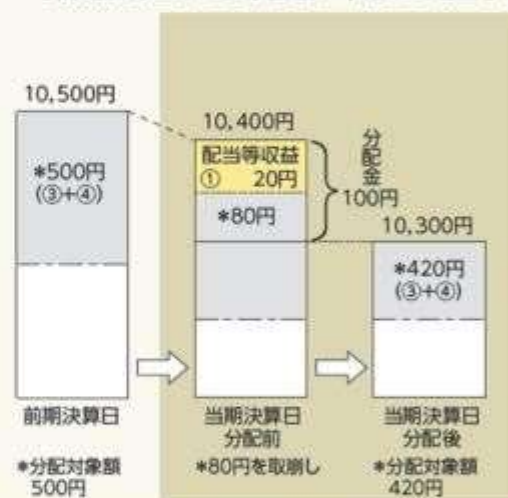 10,500円
*500円
(③+④)
前期決算日
*分配対象額
500円
10,400円
配当等収益
① 20円
*80円
分配金
100円
当期決算日
分配前
*80円を取崩し
10,300円
*420円
(③+④)
当期決算日
分配後
*分配対象額
420円